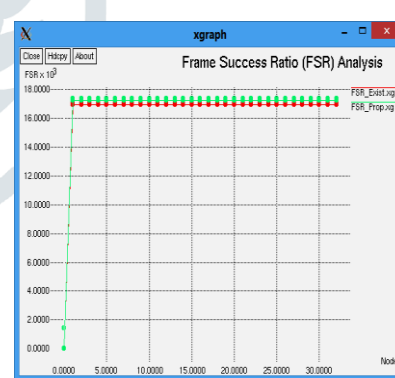 xgraph
Close Hdcpy About
Frame Success Ratio (FSR) Analysis
FSR x 10³
18.0000
FSR_Exist.xg
FSR_Prop.xg
16.0000
14.0000
12.0000
10.0000
8.0000
6.0000
4.0000
2.0000
0.0000
Node
0.0000 5.0000 10.0000 15.0000 20.0000 25.0000 30.0000